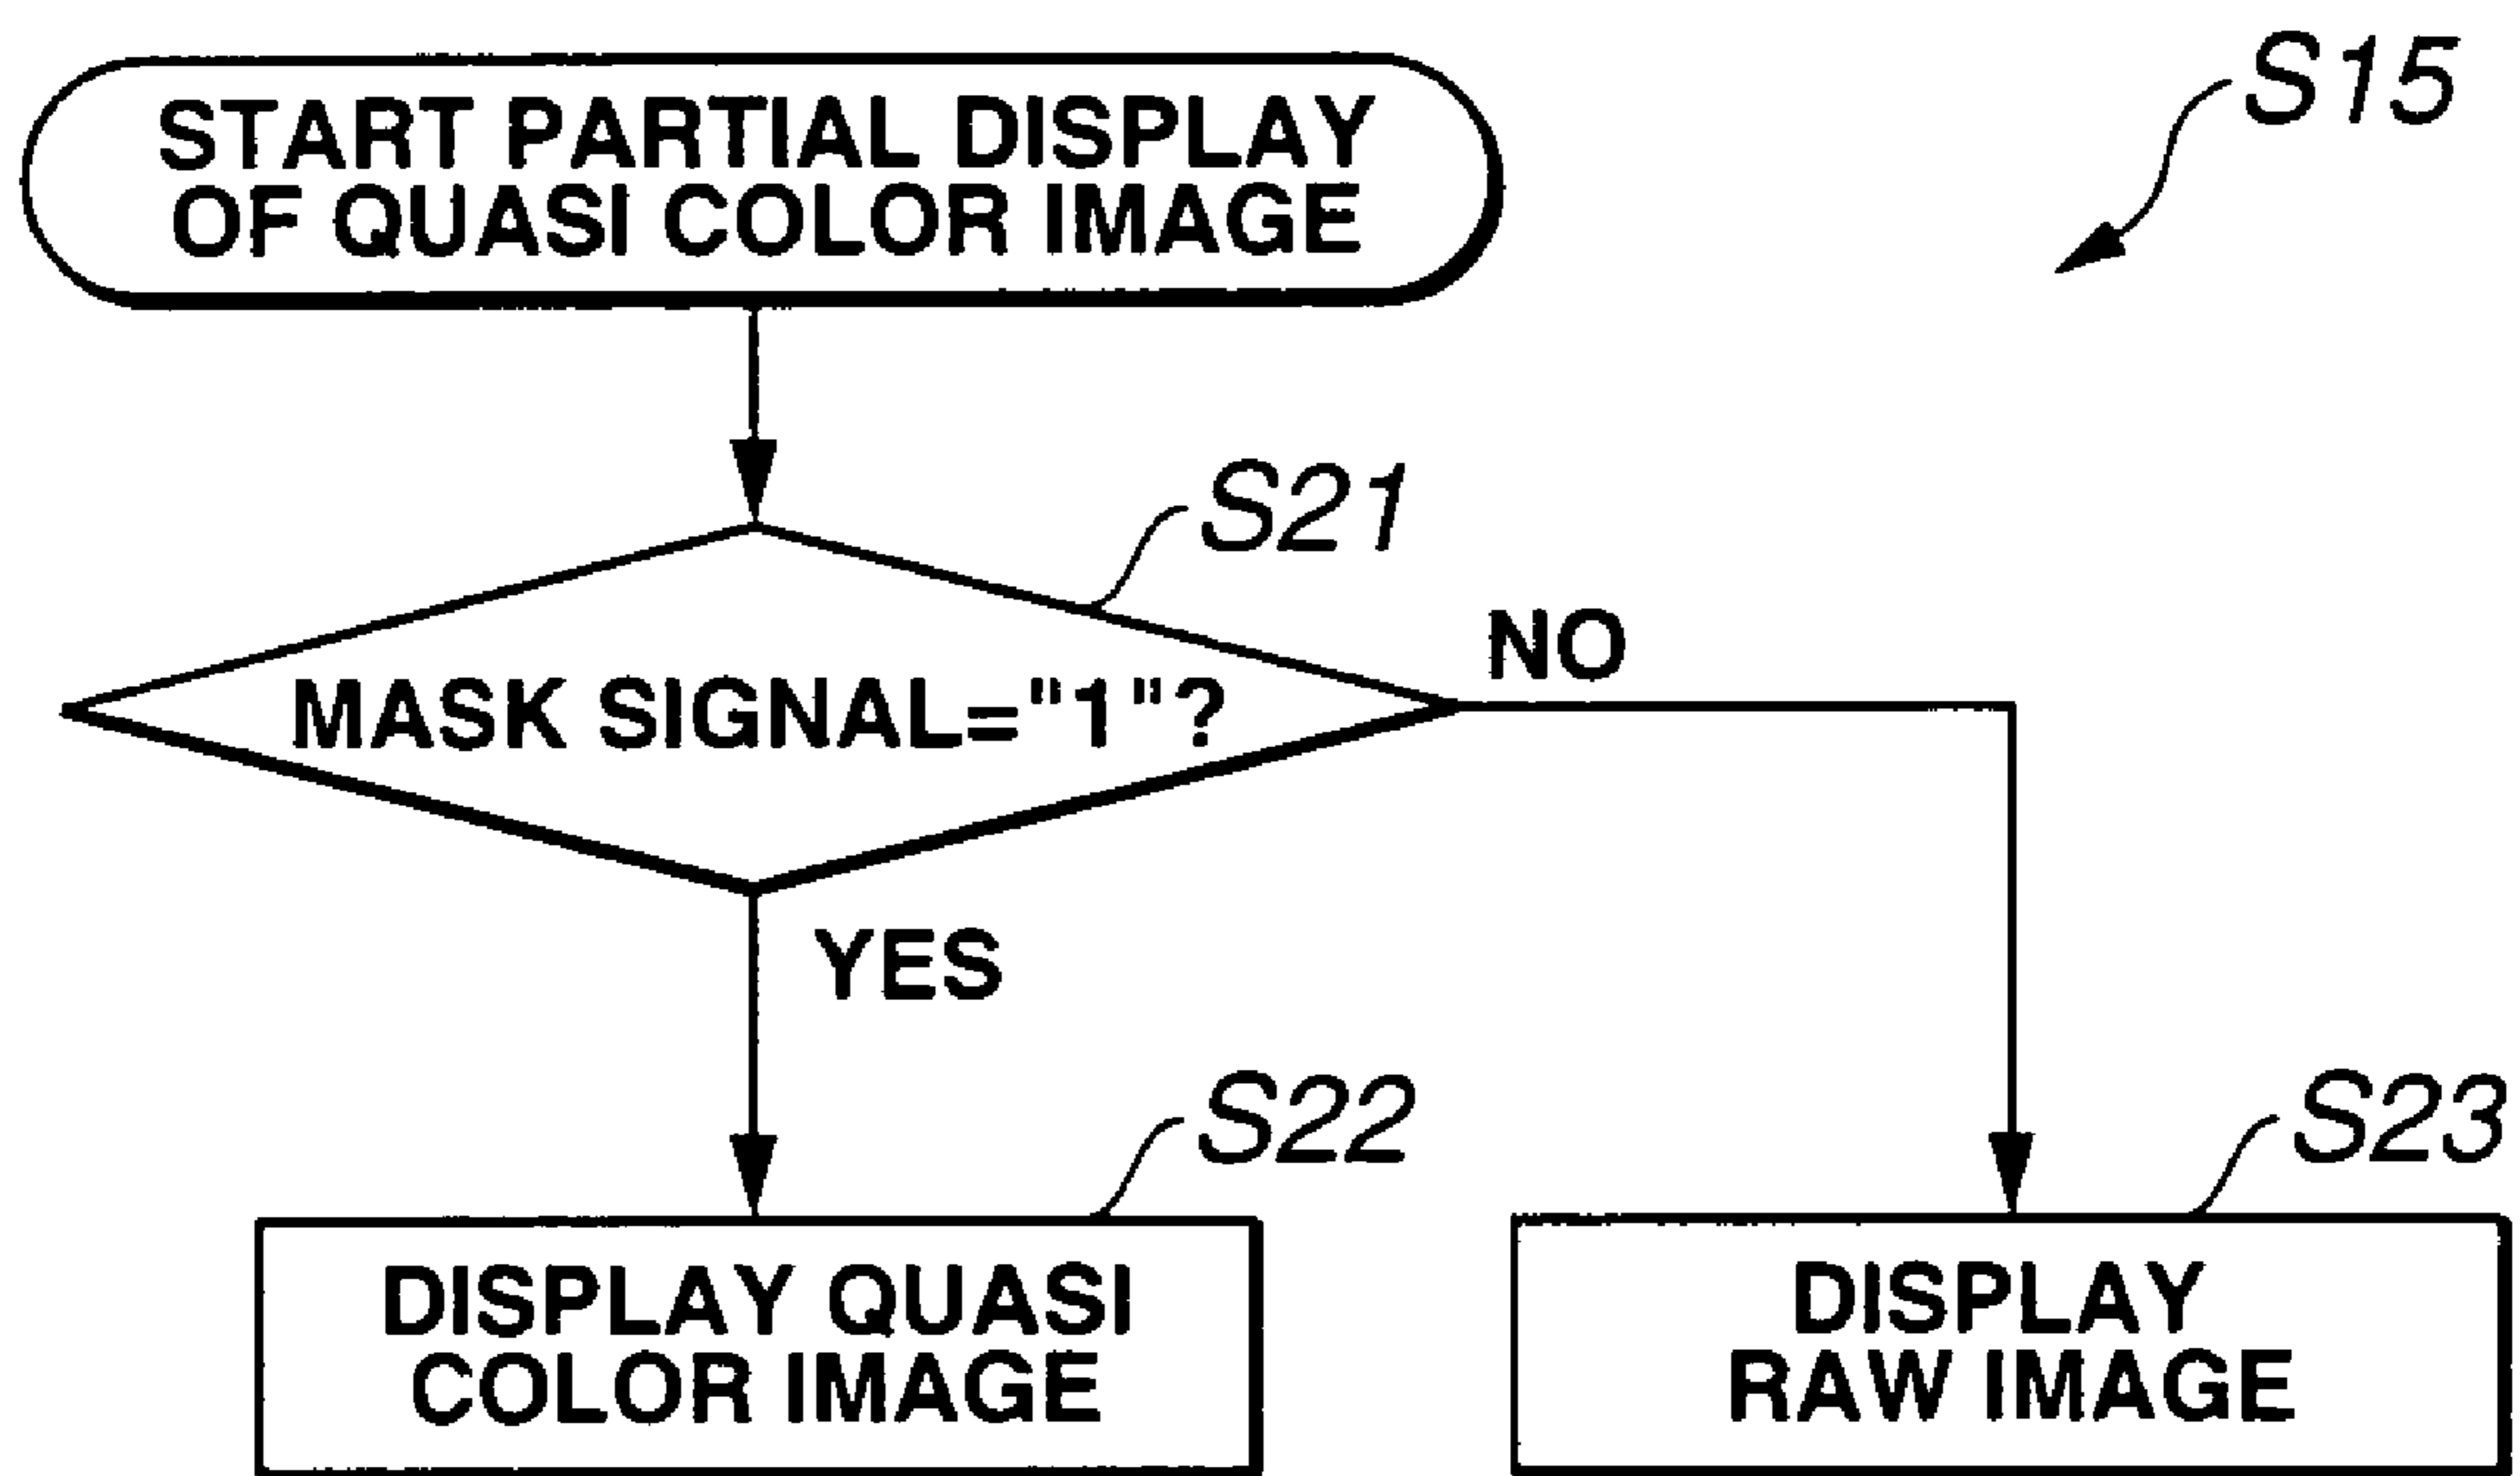 START PARTIAL DISPLAY
OF QUASI COLOR IMAGE
S15
S21
MASK SIGNAL="1"?
NO
YES
S22
DISPLAY QUASI
COLOR IMAGE
S23
DISPLAY
RAW IMAGE